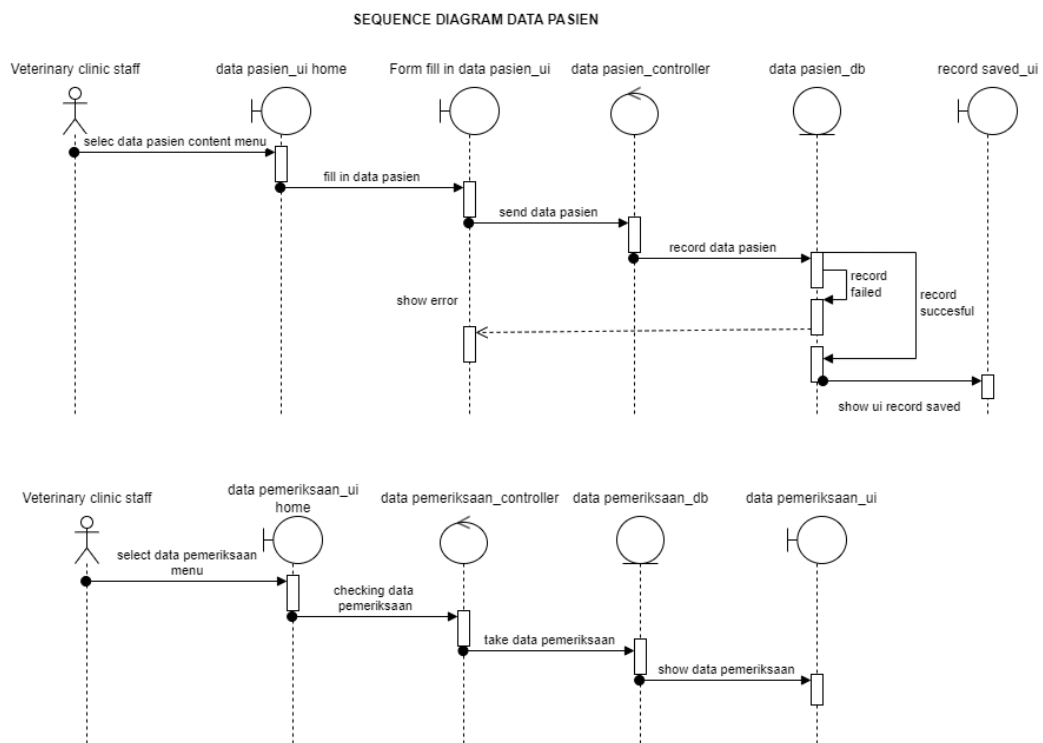 SEQUENCE DIAGRAM DATA PASIEN
Veterinary clinic staff
data pasien_ui home
Form fill in data pasien_ui
data pasien_controller
data pasien_db
record saved_ui
selec data pasien content menu
fill in data pasien
send data pasien
record data pasien
record
failed
show error
record
succesful
show ui record saved
Veterinary clinic staff
data pemeriksaan_ui
home
data pemeriksaan_controller
data pemeriksaan_db
data pemeriksaan_ui
select data pemeriksaan
menu
checking data
pemeriksaan
take data pemeriksaan
show data pemeriksaan